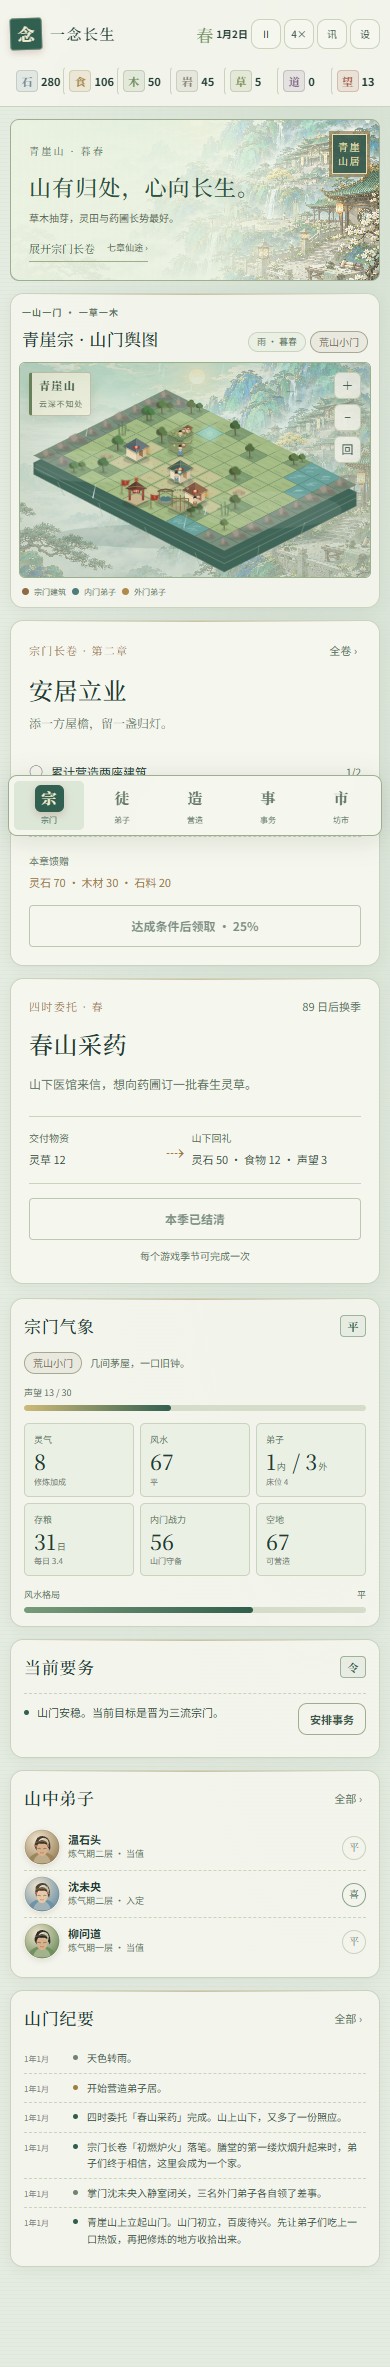 念 一念长生 春 1月2日 II 4× 讯 设
石 280 食 106 木 50 岩 45 草 5 道 0 望 13
青崖山 · 暮春
青崖山居
山有归处，心向长生。
草木抽芽，灵田与药圃长势最好。
展开宗门长卷 七章仙途 ›
一山一门 · 一草一木
青崖宗 · 山门舆图
雨 · 暮春 荒山小门
青崖山
云深不知处
+
−
回
宗门建筑 内门弟子 外门弟子
宗门长卷 · 第二章 全卷 ›
安居立业
添一方屋檐，留一盏归灯。
累计营造两座建筑 1/2
宗 徒 造 事 市
宗门 弟子 营造 事务 坊市
本章馈赠
灵石 70 · 木材 30 · 石料 20
达成条件后领取 · 25%
四时委托 · 春 89 日后换季
春山采药
山下医馆来信，想向药圃订一批春生灵草。
交付物资 山下回礼
灵草 12 ⇢ 灵石 50 · 食物 12 · 声望 3
本季已结清
每个游戏季节可完成一次
宗门气象 平
荒山小门 几间茅屋，一口旧钟。
声望 13 / 30
灵气 风水 弟子
8 67 1内 / 3外
修炼加成 平 床位 4
存粮 内门战力 空地
31日 56 67
每日 3.4 山门守备 可营造
风水格局 平
当前要务 令
山门安稳。当前目标是晋为三流宗门。 安排事务
山中弟子 全部 ›
温石头
炼气期二层 · 当值 平
沈未央
炼气期二层 · 入定 喜
柳问道
炼气期一层 · 当值 平
山门纪要 全部 ›
1年1月 天色转雨。
1年1月 开始营造弟子居。
1年1月 四时委托「春山采药」完成。山上山下，又多了一份照应。
1年1月 宗门长卷「初燃炉火」落笔。膳堂的第一缕炊烟升起来时，弟
子们终于相信，这里会成为一个家。
1年1月 掌门沈未央入静室闭关，三名外门弟子各自领了差事。
1年1月 青崖山上立起山门。山门初立，百废待兴。先让弟子们吃上一
口热饭，再把修炼的地方收拾出来。